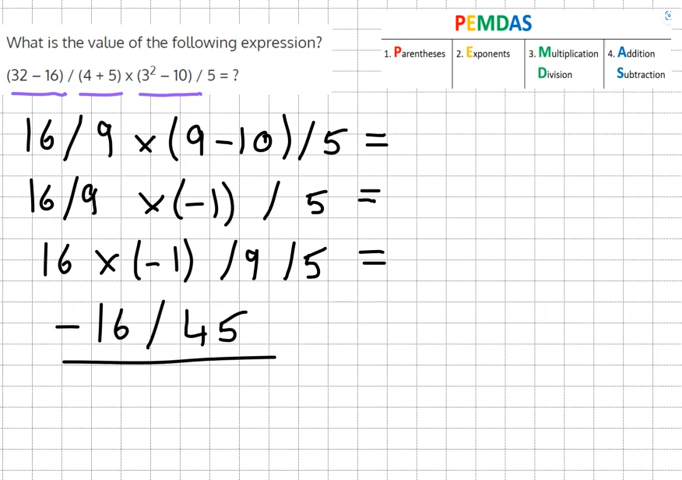 PEMDAS
What is the value of the following expression?
(32 – 16) / (4 + 5) x (3² – 10) / 5 = ?
1. Parentheses
2. Exponents
3. Multiplication
Division
4. Addition
Subtraction
16 / 9 × (9 – 10) / 5 =
16 / 9 × (– 1) / 5 =
16 × (– 1) / 9 / 5 =
– 16 / 45